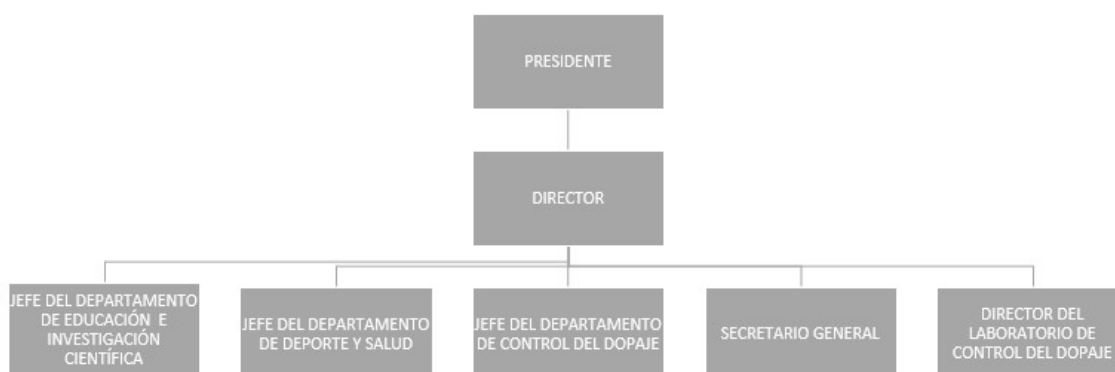 PRESIDENTE
DIRECTOR
JEFE DEL DEPARTAMENTO
DE EDUCACIÓN E
INVESTIGACIÓN
CIENTÍFICA
JEFE DEL DEPARTAMENTO
DE DEPORTE Y SALUD
JEFE DEL DEPARTAMENTO
DE CONTROL DEL DOPAJE
SECRETARIO GENERAL
DIRECTOR DEL
LABORATORIO DE
CONTROL DEL DOPAJE